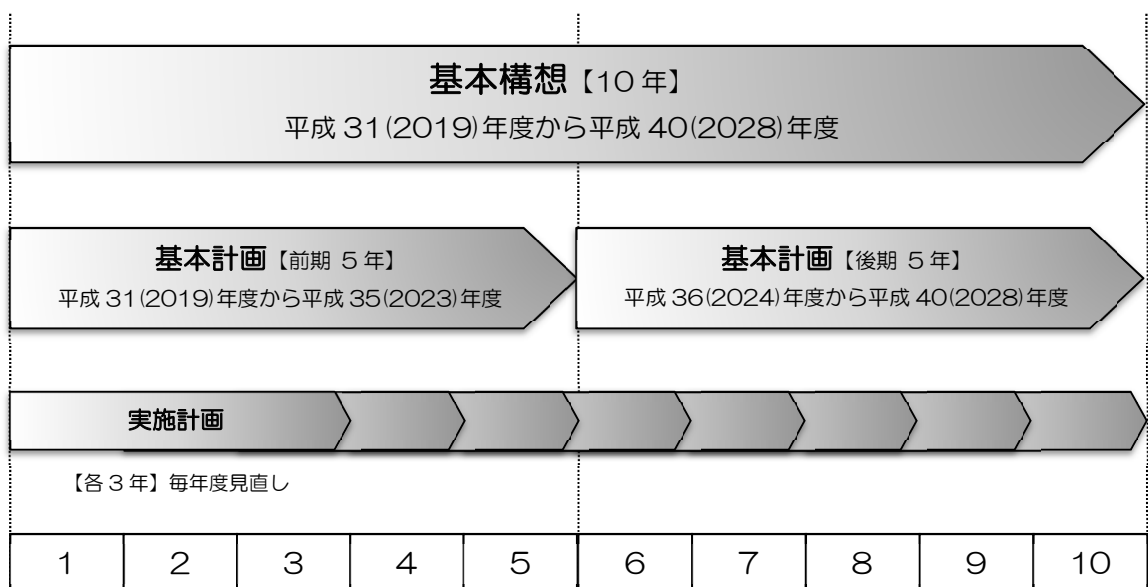 基本構想【10年】
平成31(2019)年度から平成40(2028)年度
基本計画【前期 5年】
平成31(2019)年度から平成35(2023)年度
基本計画【後期 5年】
平成36(2024)年度から平成40(2028)年度
実施計画
【各3年】毎年度見直し
1 2 3 4 5 6 7 8 9 10